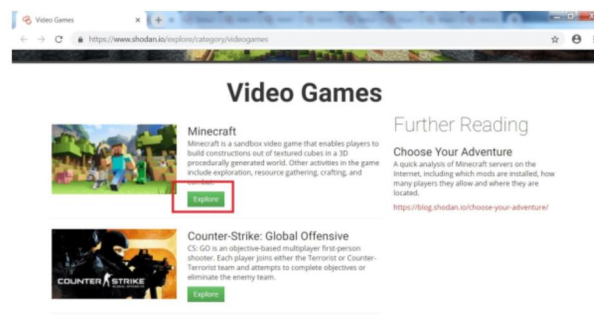 Video Games
https://www.shodan.io/explore/category/videogames
Video Games
Minecraft
Minecraft is a sandbox video game that enables players to
build constructions out of textured cubes in a 3D
procedurally generated world. Other activities in the game
include exploration, resource gathering, crafting, and
Explore
Counter-Strike: Global Offensive
CS: GO is an objective-based multiplayer first-person
shooter. Each player joins either the Terrorist or Counter-
Terrorist team and attempts to complete objectives or
eliminate the enemy team.
Explore
COUNTER STRIKE
Further Reading
Choose Your Adventure
A quick analysis of Minecraft servers on the
Internet, including which mods are installed, how
many players they allow and where they are
located.
https://blog.shodan.io/choose-your-adventure/